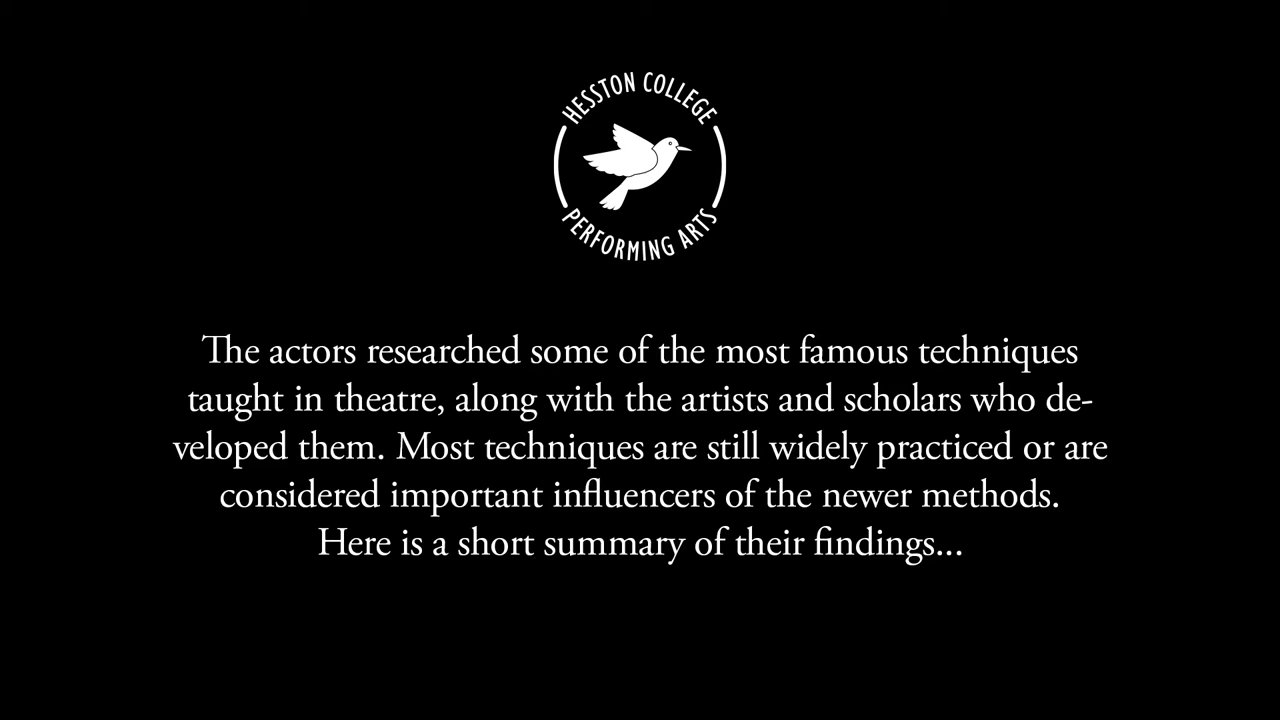 HESSTON COLLEGE
PERFORMING ARTS
The actors researched some of the most famous techniques
taught in theatre, along with the artists and scholars who de-
veloped them. Most techniques are still widely practiced or are
considered important influencers of the newer methods.
Here is a short summary of their findings...